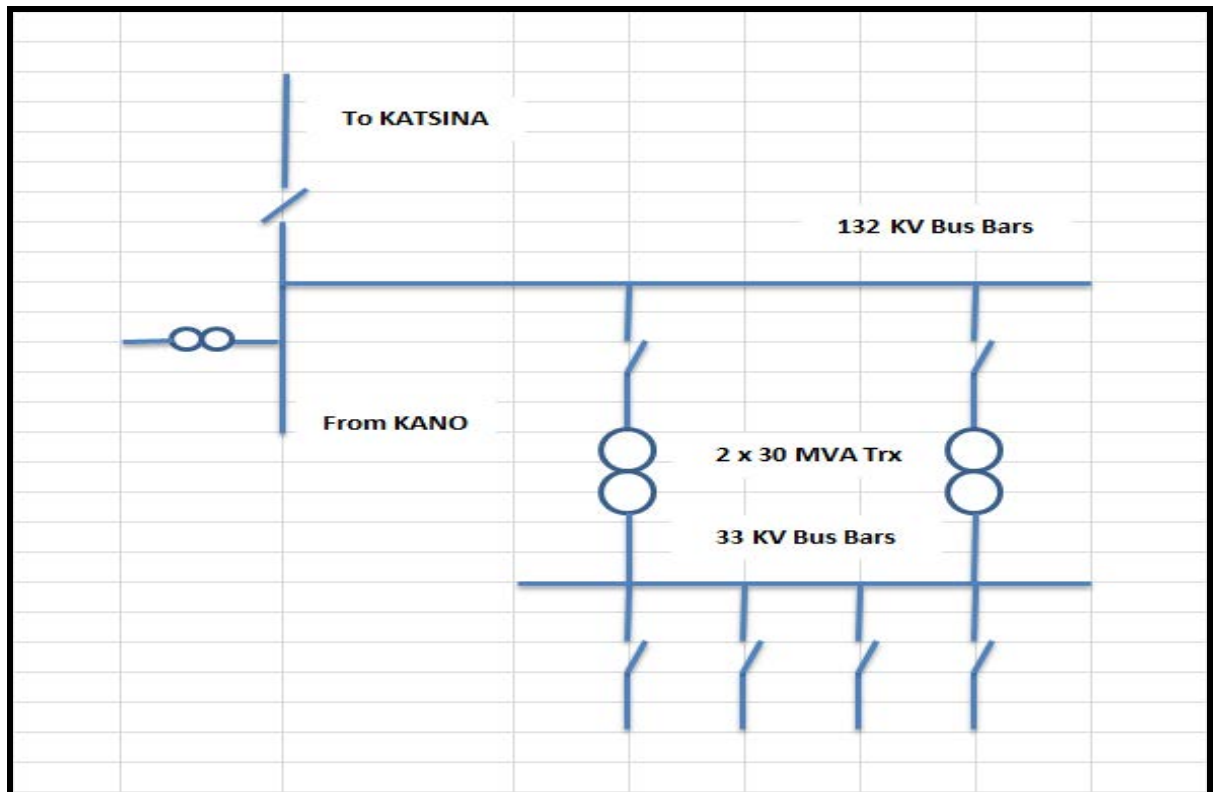 To KATSINA
132 KV Bus Bars
From KANO
2 x 30 MVA Trx
33 KV Bus Bars